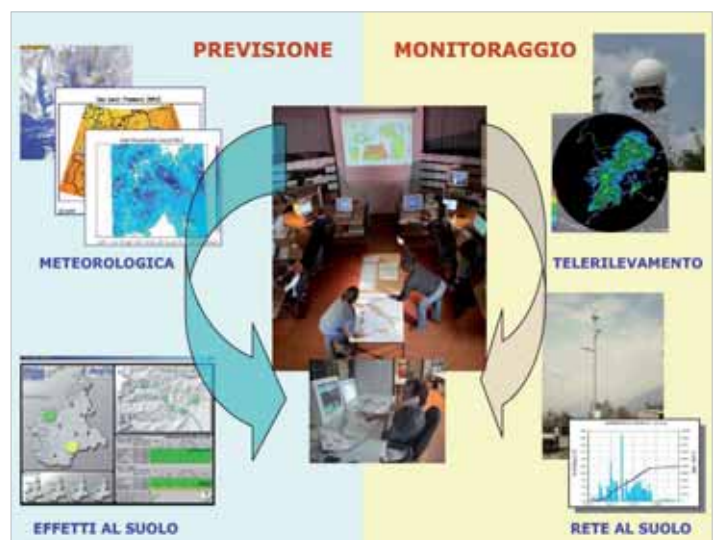 PREVISIONE
MONITORAGGIO
METEOROLOGICA
TELERILEVAMENTO
EFFETTI AL SUOLO
RETE AL SUOLO